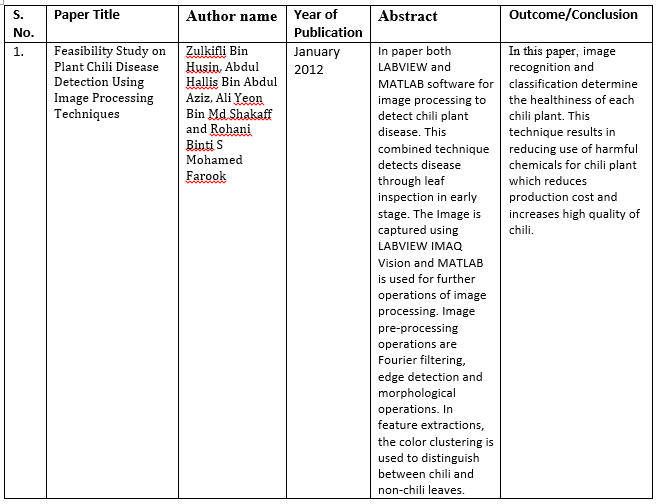 S. No.
Paper Title
Author name
Year of Publication
Abstract
Outcome/Conclusion
1.
Feasibility Study on
Plant Chili Disease
Detection Using
Image Processing
Techniques
Zulkifli Bin
Husin, Abdul
Hallis Bin Abdul
Aziz, Ali Yeon
Bin Md Shakaff
and Rohani
Binti S
Mohamed
Farook
January
2012
In paper both
LABVIEW and
MATLAB software for
image processing to
detect chili plant
disease. This
combined technique
detects disease
through leaf
inspection in early
stage. The Image is
captured using
LABVIEW IMAQ
Vision and MATLAB
is used for further
operations of image
processing. Image
pre-processing
operations are
Fourier filtering,
edge detection and
morphological
operations. In
feature extractions,
the color clustering is
used to distinguish
between chili and
non-chili leaves.
In this paper, image
recognition and
classification determine
the healthiness of each
chili plant. This
technique results in
reducing use of harmful
chemicals for chili plant
which reduces
production cost and
increases high quality of
chili.